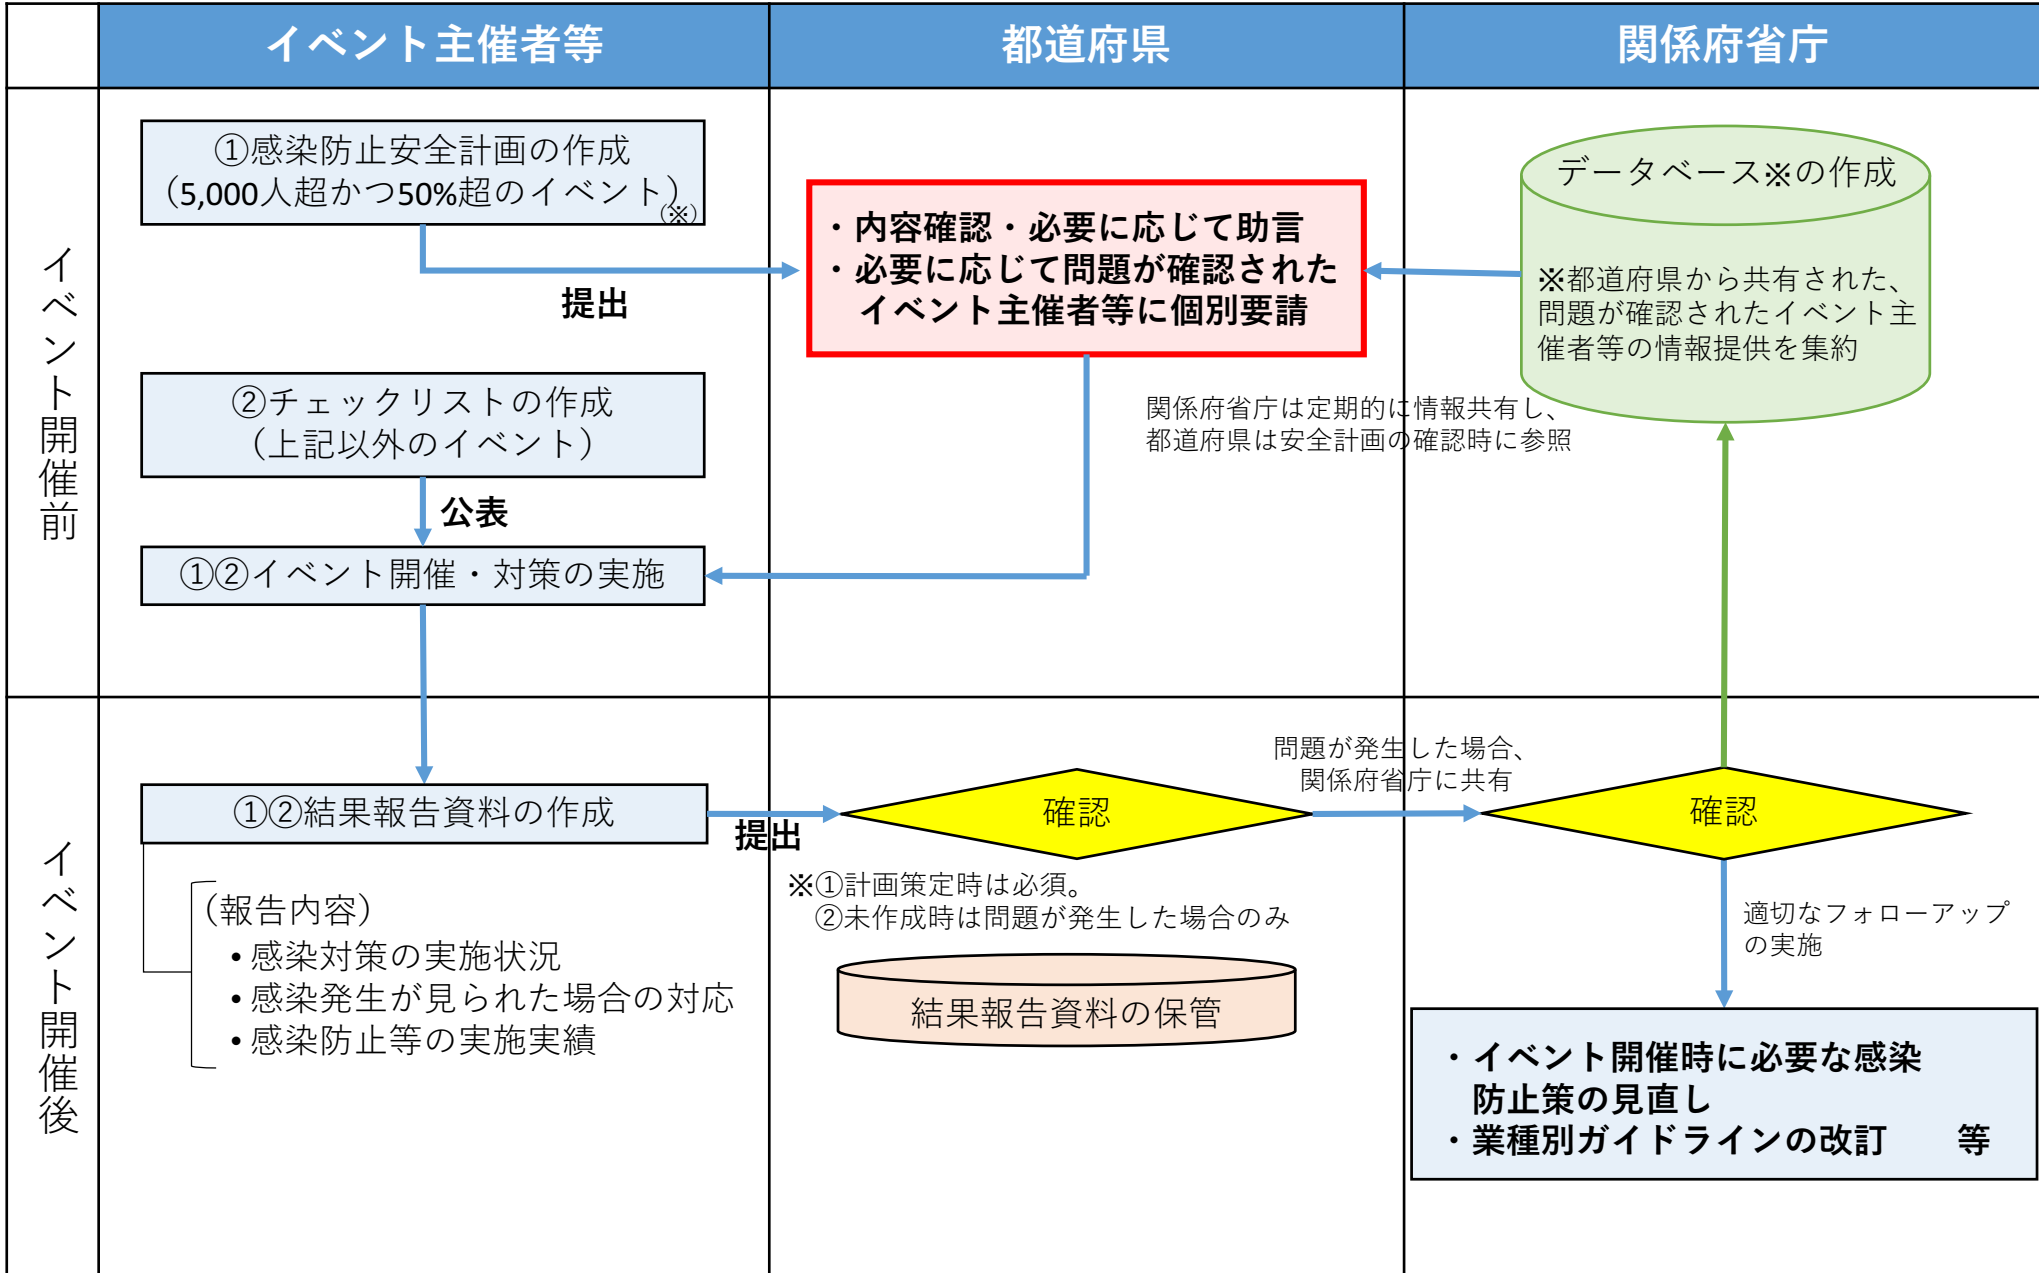 イベント主催者等
都道府県
関係府省庁
イベント開催前
①感染防止安全計画の作成
（5,000人超かつ50%超のイベント）
（※）
提出
②チェックリストの作成
（上記以外のイベント）
公表
①②イベント開催・対策の実施
・内容確認・必要に応じて助言
・必要に応じて問題が確認された
イベント主催者等に個別要請
関係府省庁は定期的に情報共有し、
都道府県は安全計画の確認時に参照
データベース※の作成
※都道府県から共有された、
問題が確認されたイベント主
催者等の情報提供を集約
イベント開催後
①②結果報告資料の作成
提出
（報告内容）
• 感染対策の実施状況
• 感染発生が見られた場合の対応
• 感染防止等の実施実績
確認
※①計画策定時は必須。
②未作成時は問題が発生した場合のみ
結果報告資料の保管
問題が発生した場合、
関係府省庁に共有
確認
適切なフォローアップ
の実施
・イベント開催時に必要な感染
防止策の見直し
・業種別ガイドラインの改訂　　等